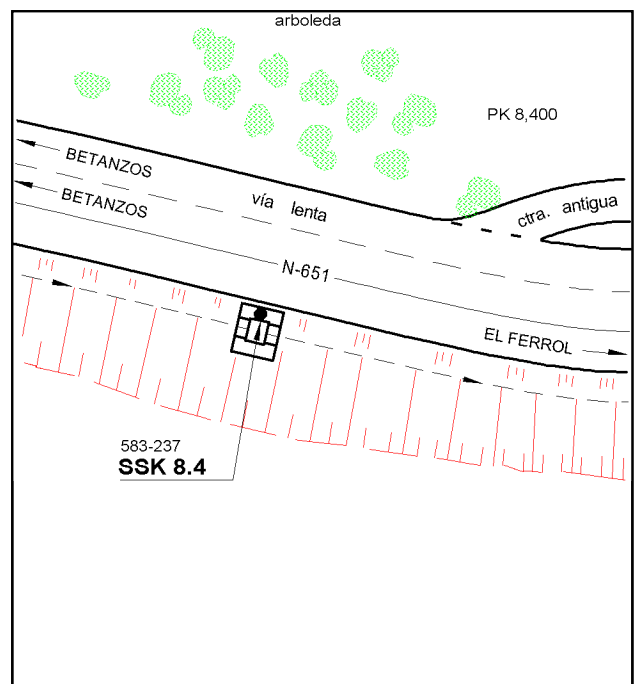 arboleda
PK 8,400
BETANZOS
vía lenta
ctra. antigua
BETANZOS
N-651
EL FERROL
583-237
SSK 8.4